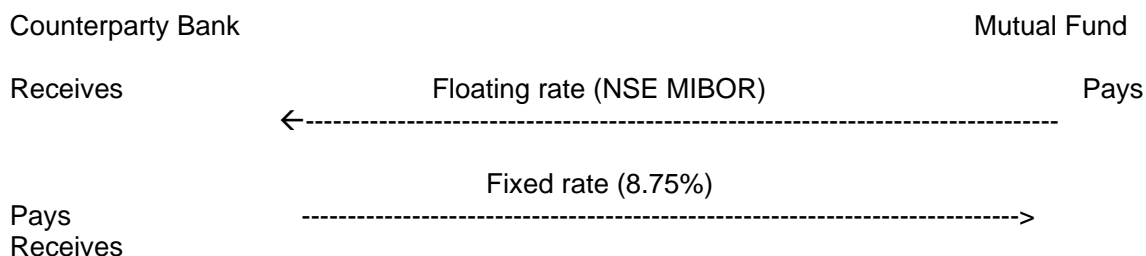 Counterparty Bank Mutual Fund
Receives Floating rate (NSE MIBOR) Pays
←----------------------------------------------------------------------------------
Fixed rate (8.75%)
Pays ------------------------------------------------------------------------------>
Receives